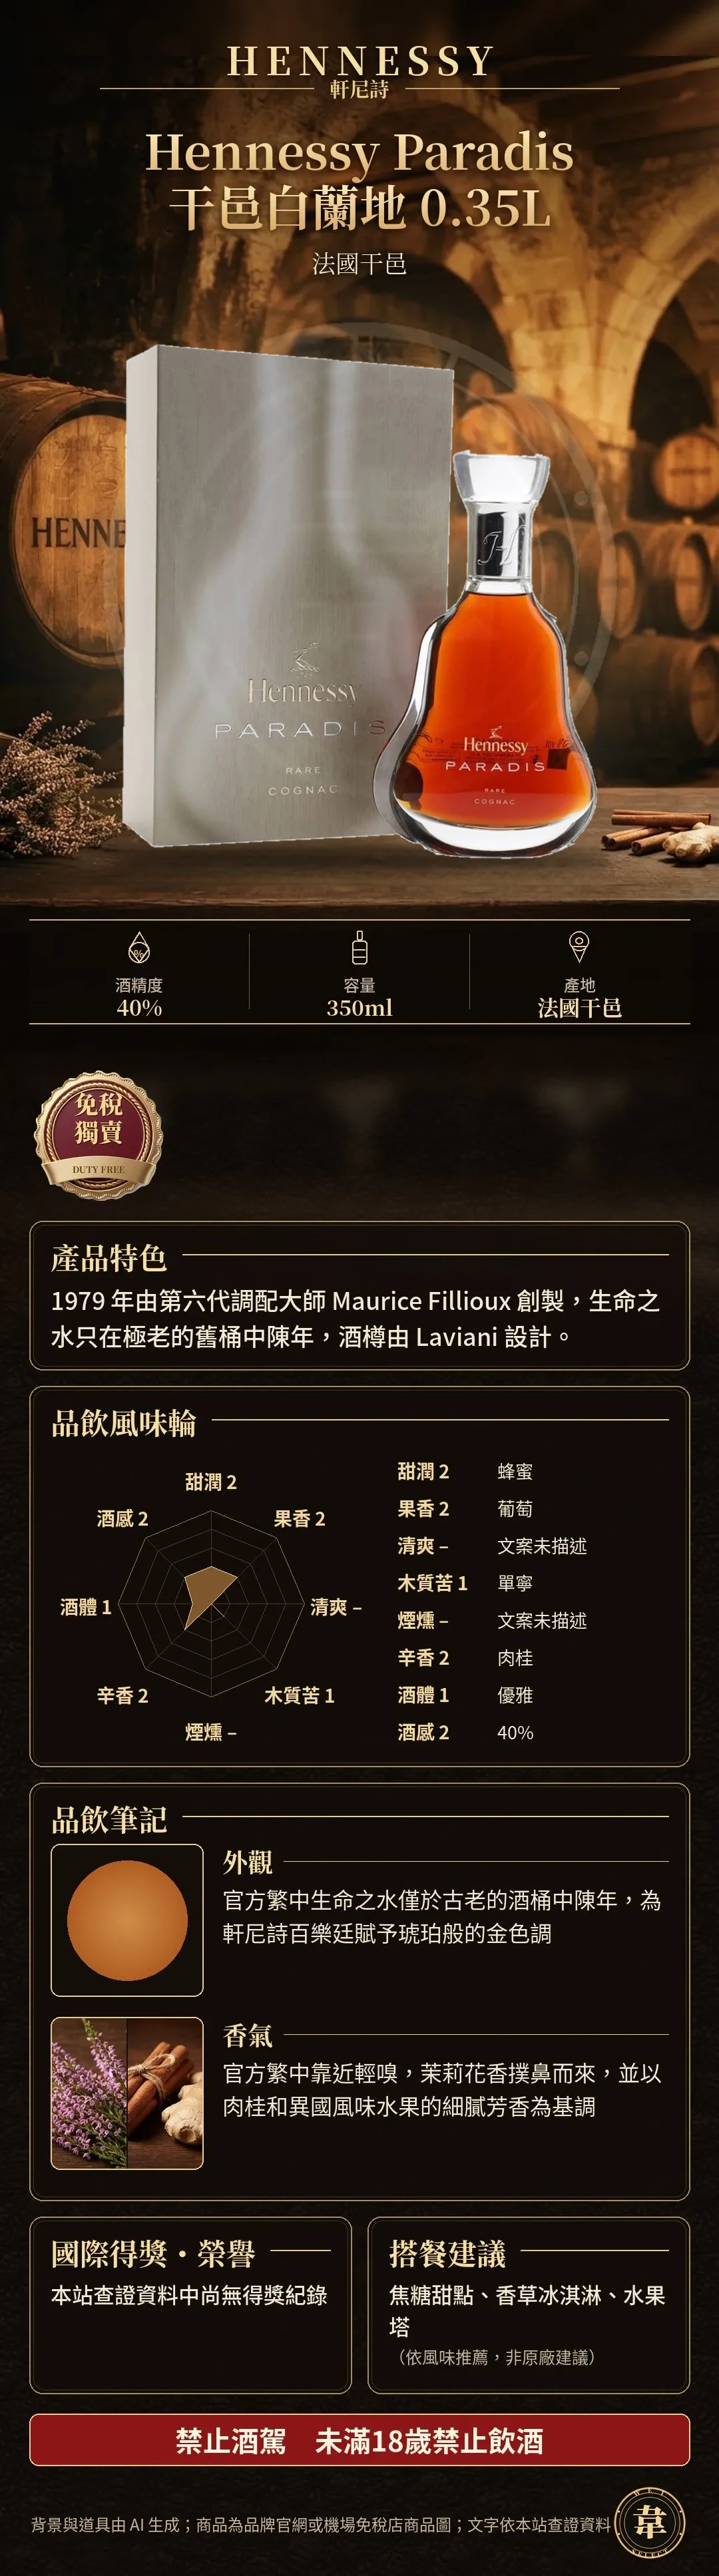 HENNESSY
軒尼詩
Hennessy Paradis
干邑白蘭地 0.35L
法國干邑
HENNE
Hennessy
PARADIS
RARE
COGNAC
H
Hennessy
PARADIS
RARE
COGNAC
%
酒精度
40%
容量
350ml
產地
法國干邑
免稅
獨賣
DUTY FREE
產品特色
1979 年由第六代調配大師 Maurice Fillioux 創製，生命之
水只在極老的舊桶中陳年，酒樽由 Laviani 設計。
品飲風味輪
甜潤 2
酒感 2
果香 2
酒體 1
清爽 –
辛香 2
木質苦 1
煙燻 –
甜潤 2 蜂蜜
果香 2 葡萄
清爽 – 文案未描述
木質苦 1 單寧
煙燻 – 文案未描述
辛香 2 肉桂
酒體 1 優雅
酒感 2 40%
品飲筆記
外觀
官方繁中生命之水僅於古老的酒桶中陳年，為
軒尼詩百樂廷賦予琥珀般的金色調
香氣
官方繁中靠近輕嗅，茉莉花香撲鼻而來，並以
肉桂和異國風味水果的細膩芳香為基調
國際得獎・榮譽
本站查證資料中尚無得獎紀錄
搭餐建議
焦糖甜點、香草冰淇淋、水果
塔
（依風味推薦，非原廠建議）
禁止酒駕 未滿18歲禁止飲酒
背景與道具由 AI 生成；商品為品牌官網或機場免稅店商品圖；文字依本站查證資料
韋